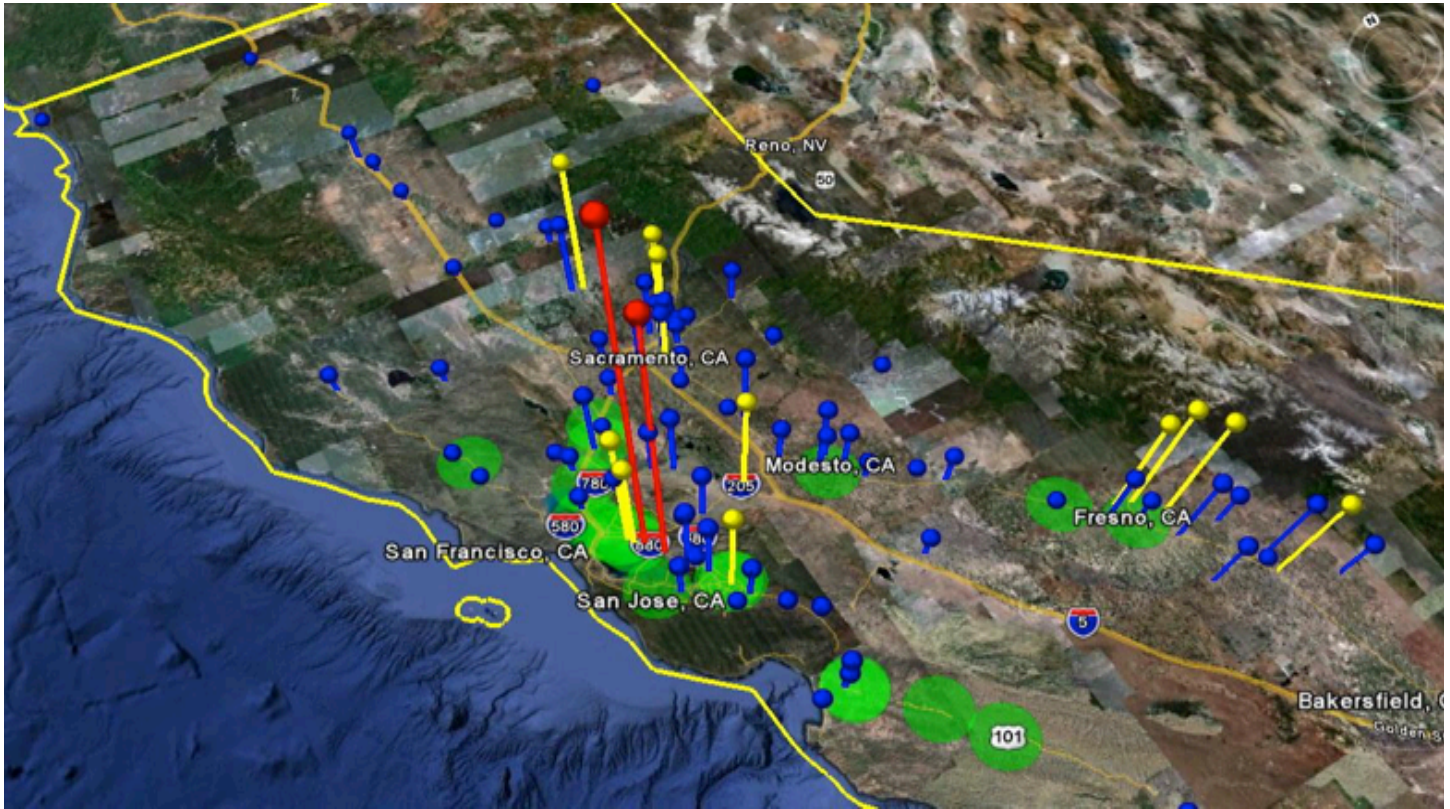 N
Reno, NV
50
Sacramento, CA
Modesto, CA
780
205
Fresno, CA
580
680
San Francisco, CA
San Jose, CA
5
Bakersfield, C
101
Golden S